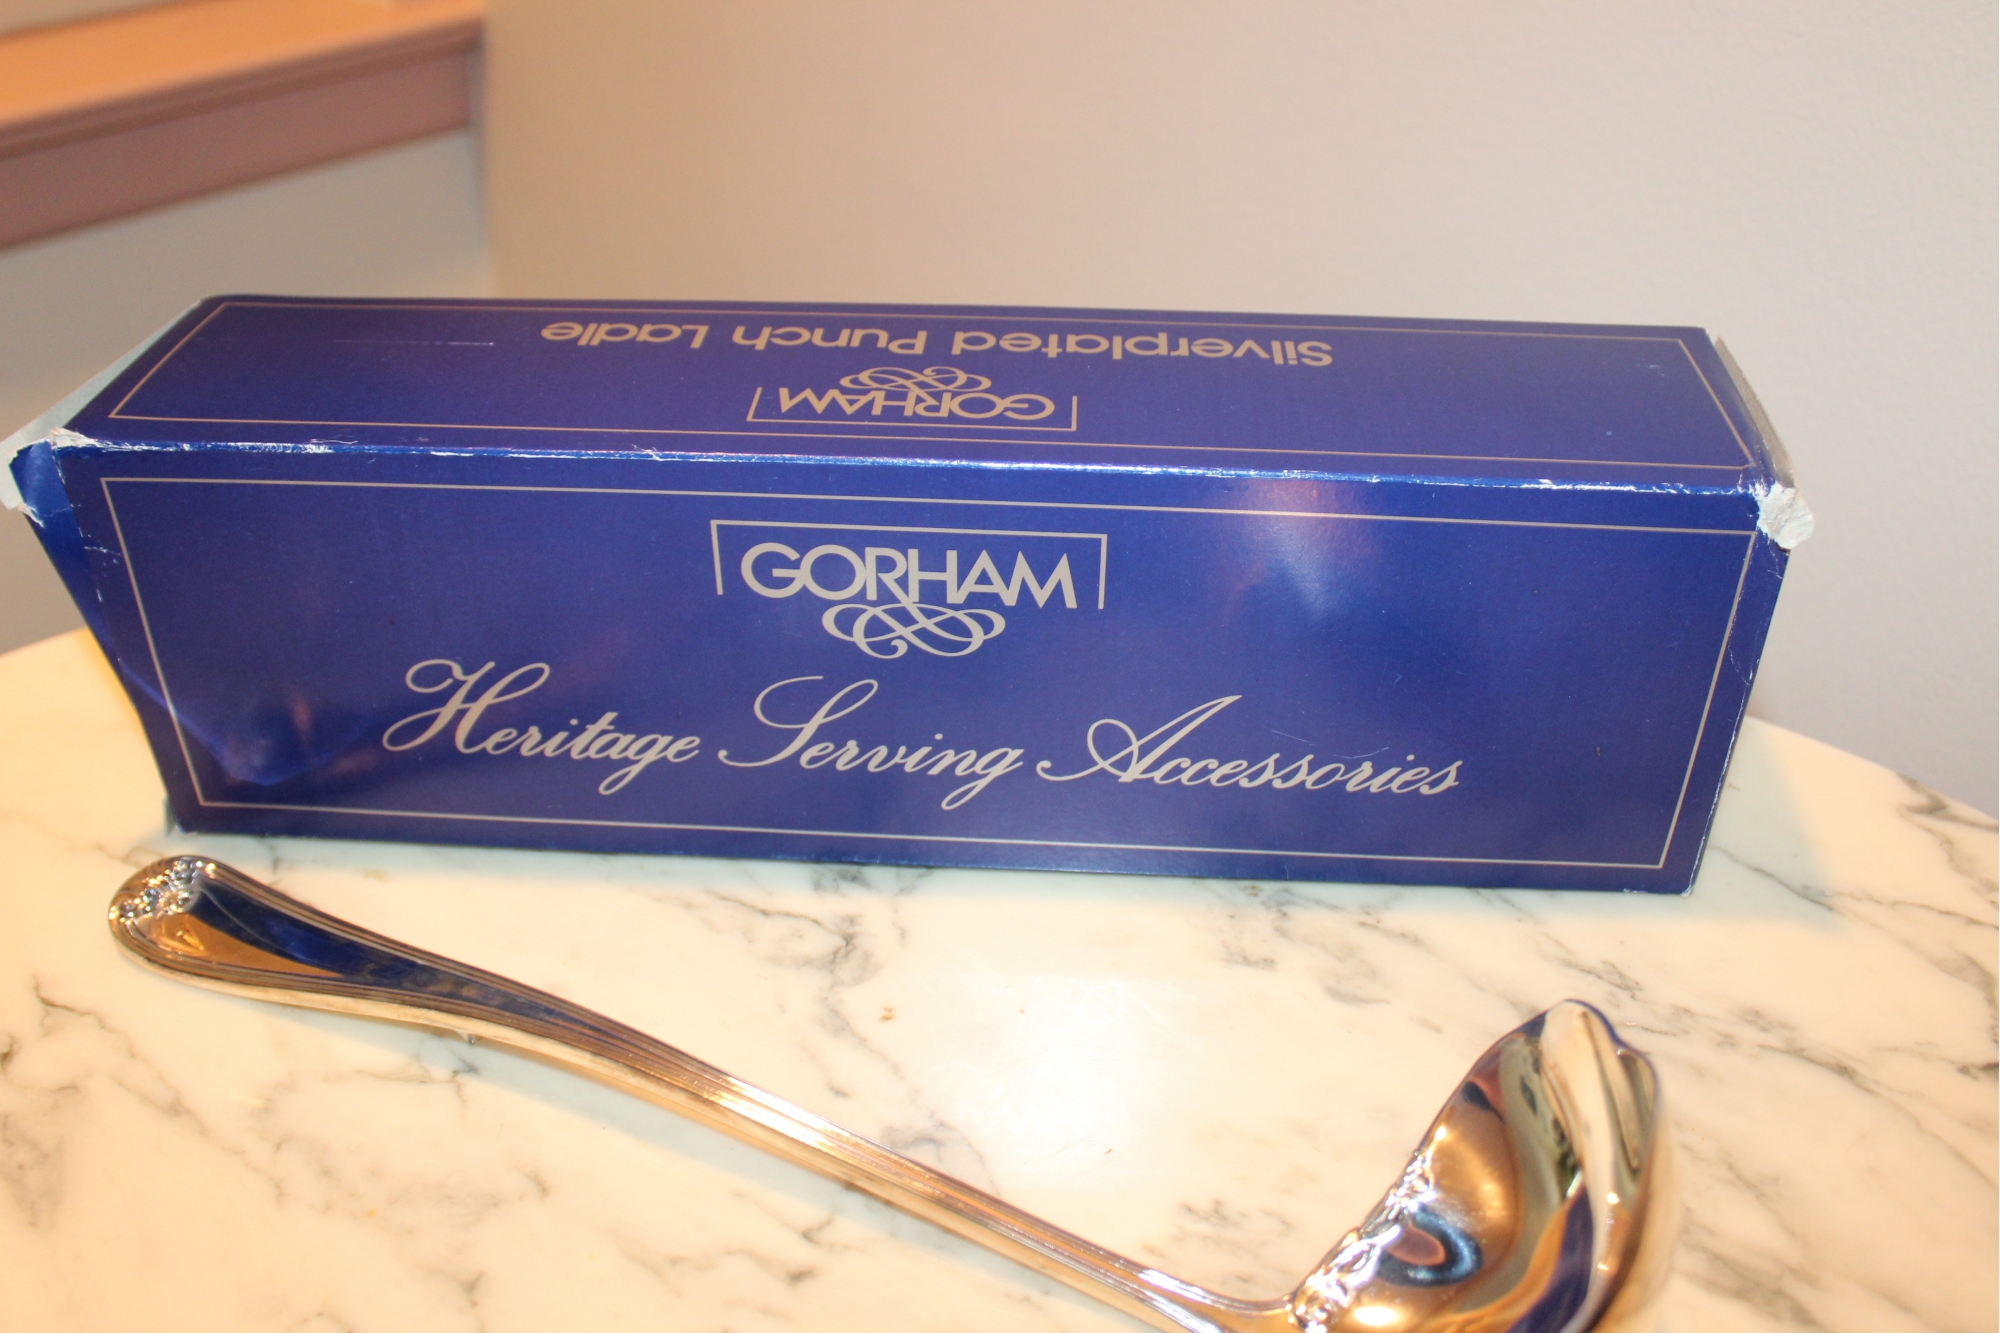 Silverplated Punch Ladle
GORHAM
GORHAM
Heritage Serving Accessories